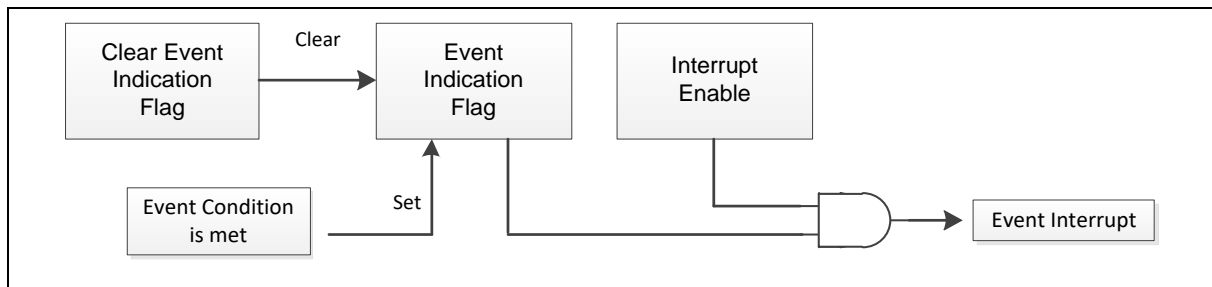 Clear Event
Indication
Flag
Clear
Event
Indication
Flag
Interrupt
Enable
Event Condition
is met
Set
Event Interrupt